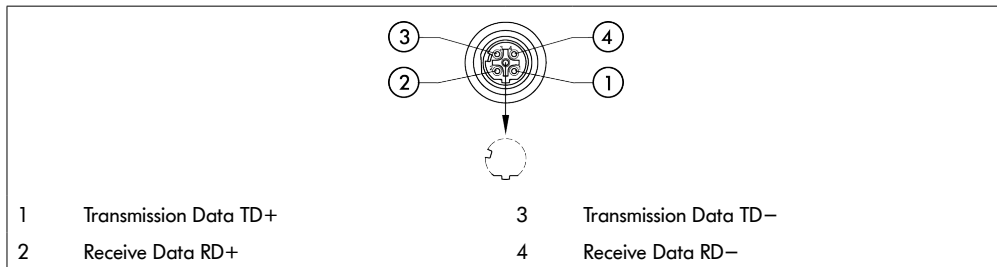 3 4
2 1
1 Transmission Data TD+ 3 Transmission Data TD−
2 Receive Data RD+ 4 Receive Data RD−